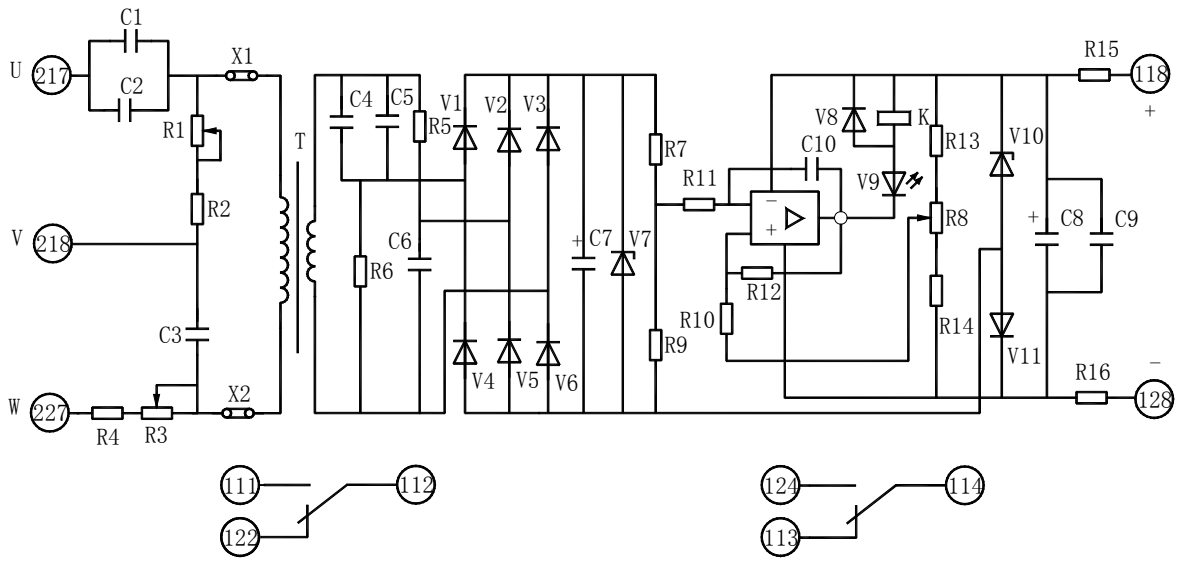 C1
U 217 X1 R15 118
C2 +
C4 C5 V1 V2 V3 V8 K V10
R1 T R5 R7 C10 R13
R11 V9
R2 − R8 + C8 C9
V 218 C6 + C7 V7 +
R6 R12
C3 R10 R14
R9 V11
V4 V5 V6 −
W 227 X2 R16 128
R4 R3
111 112 124 114
122 113